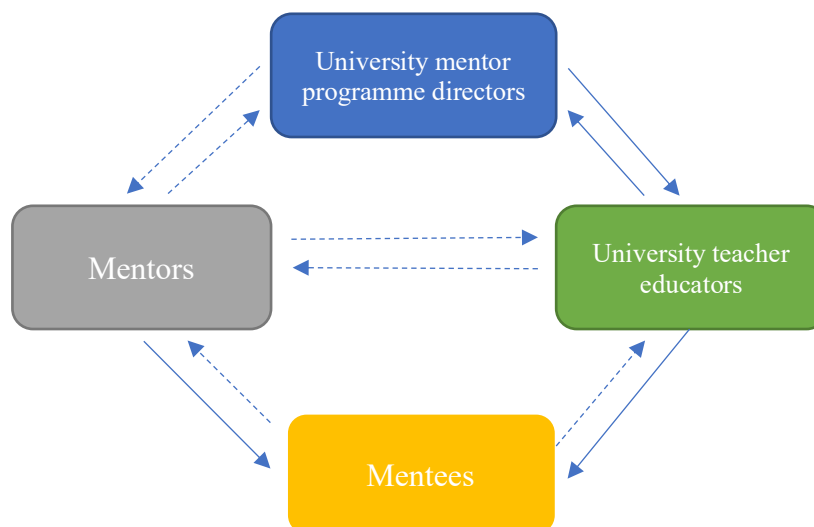 University mentor
programme directors
Mentors
University teacher
educators
Mentees